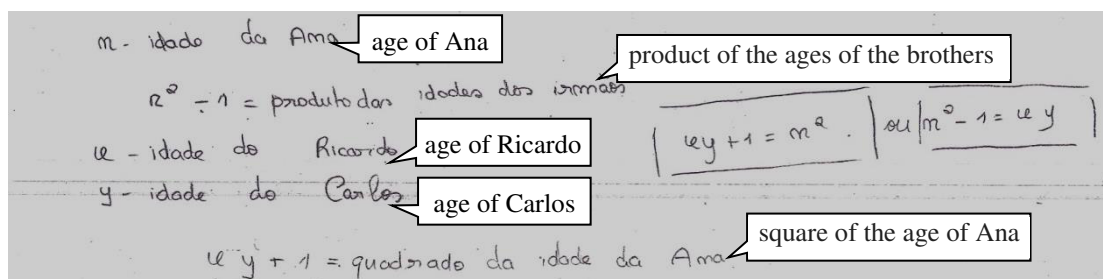 n - idade da Ana age of Ana
product of the ages of the brothers
n² - 1 = produto das idades dos irmãos
xy + 1 = n². ou n² - 1 = xy
x - idade do Ricardo age of Ricardo
y - idade do Carlos age of Carlos
square of the age of Ana
x y + 1 = quadrado da idade da Ana